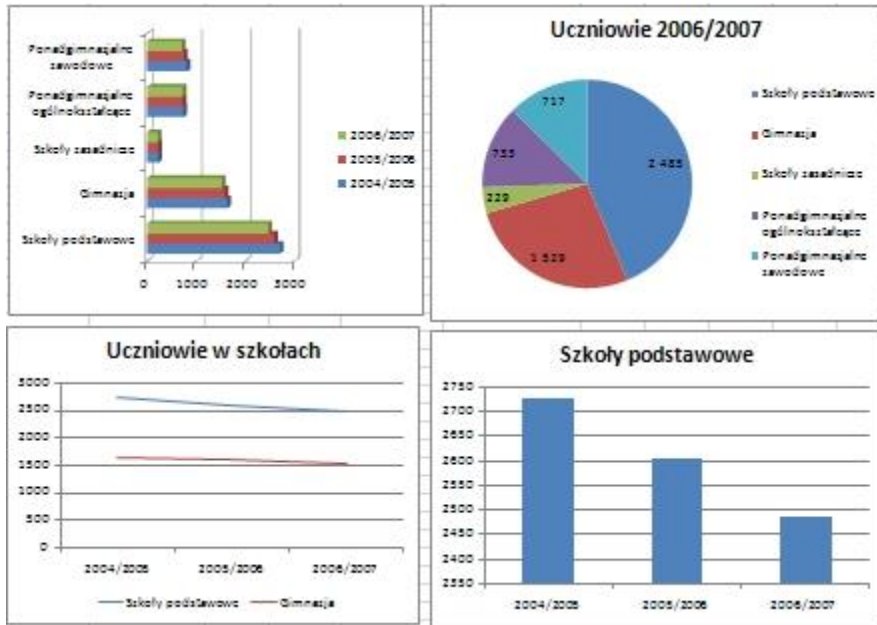 Ponadgimnazjalne
zawodowe
Ponadgimnazjalne
ogólnokształcące
Szkoły zasadnicze
Gimnazja
Szkoły podstawowe
0 1000 2000 3000
2006/2007
2005/2006
2004/2005
Uczniowie 2006/2007
717
733
229
1 529
2 485
Szkoły podstawowe
Gimnazja
Szkoły zasadnicze
Ponadgimnazjalne
ogólnokształcące
Ponadgimnazjalne
zawodowe
Uczniowie w szkołach
3000
2500
2000
1500
1000
500
0
2004/2005 2005/2006 2006/2007
Szkoły podstawowe Gimnazja
Szkoły podstawowe
2750
2700
2650
2600
2550
2500
2450
2400
2350
2004/2005 2005/2006 2006/2007